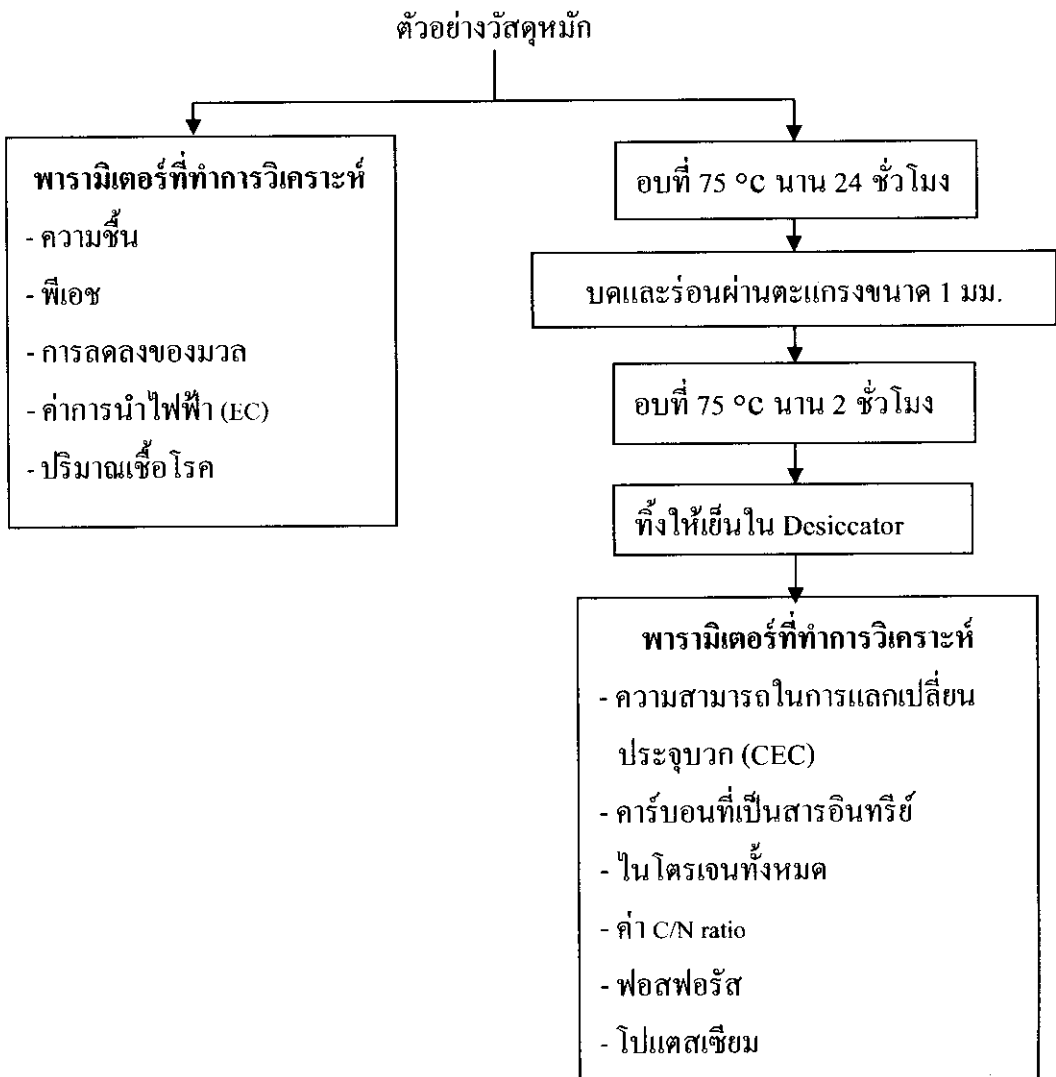 ตัวอย่างวัสดุหมัก
พารามิเตอร์ที่ทำการวิเคราะห์
- ความชื้น
- พีเอช
- การลดลงของมวล
- ค่าการนำไฟฟ้า (EC)
- ปริมาณเชื้อโรค
อบที่ 75 °C นาน 24 ชั่วโมง
บดและร่อนผ่านตะแกรงขนาด 1 มม.
อบที่ 75 °C นาน 2 ชั่วโมง
ทิ้งให้เย็นใน Desiccator
พารามิเตอร์ที่ทำการวิเคราะห์
- ความสามารถในการแลกเปลี่ยน
ประจุบวก (CEC)
- คาร์บอนที่เป็นสารอินทรีย์
- ไนโตรเจนทั้งหมด
- ค่า C/N ratio
- ฟอสฟอรัส
- โปแตสเซียม